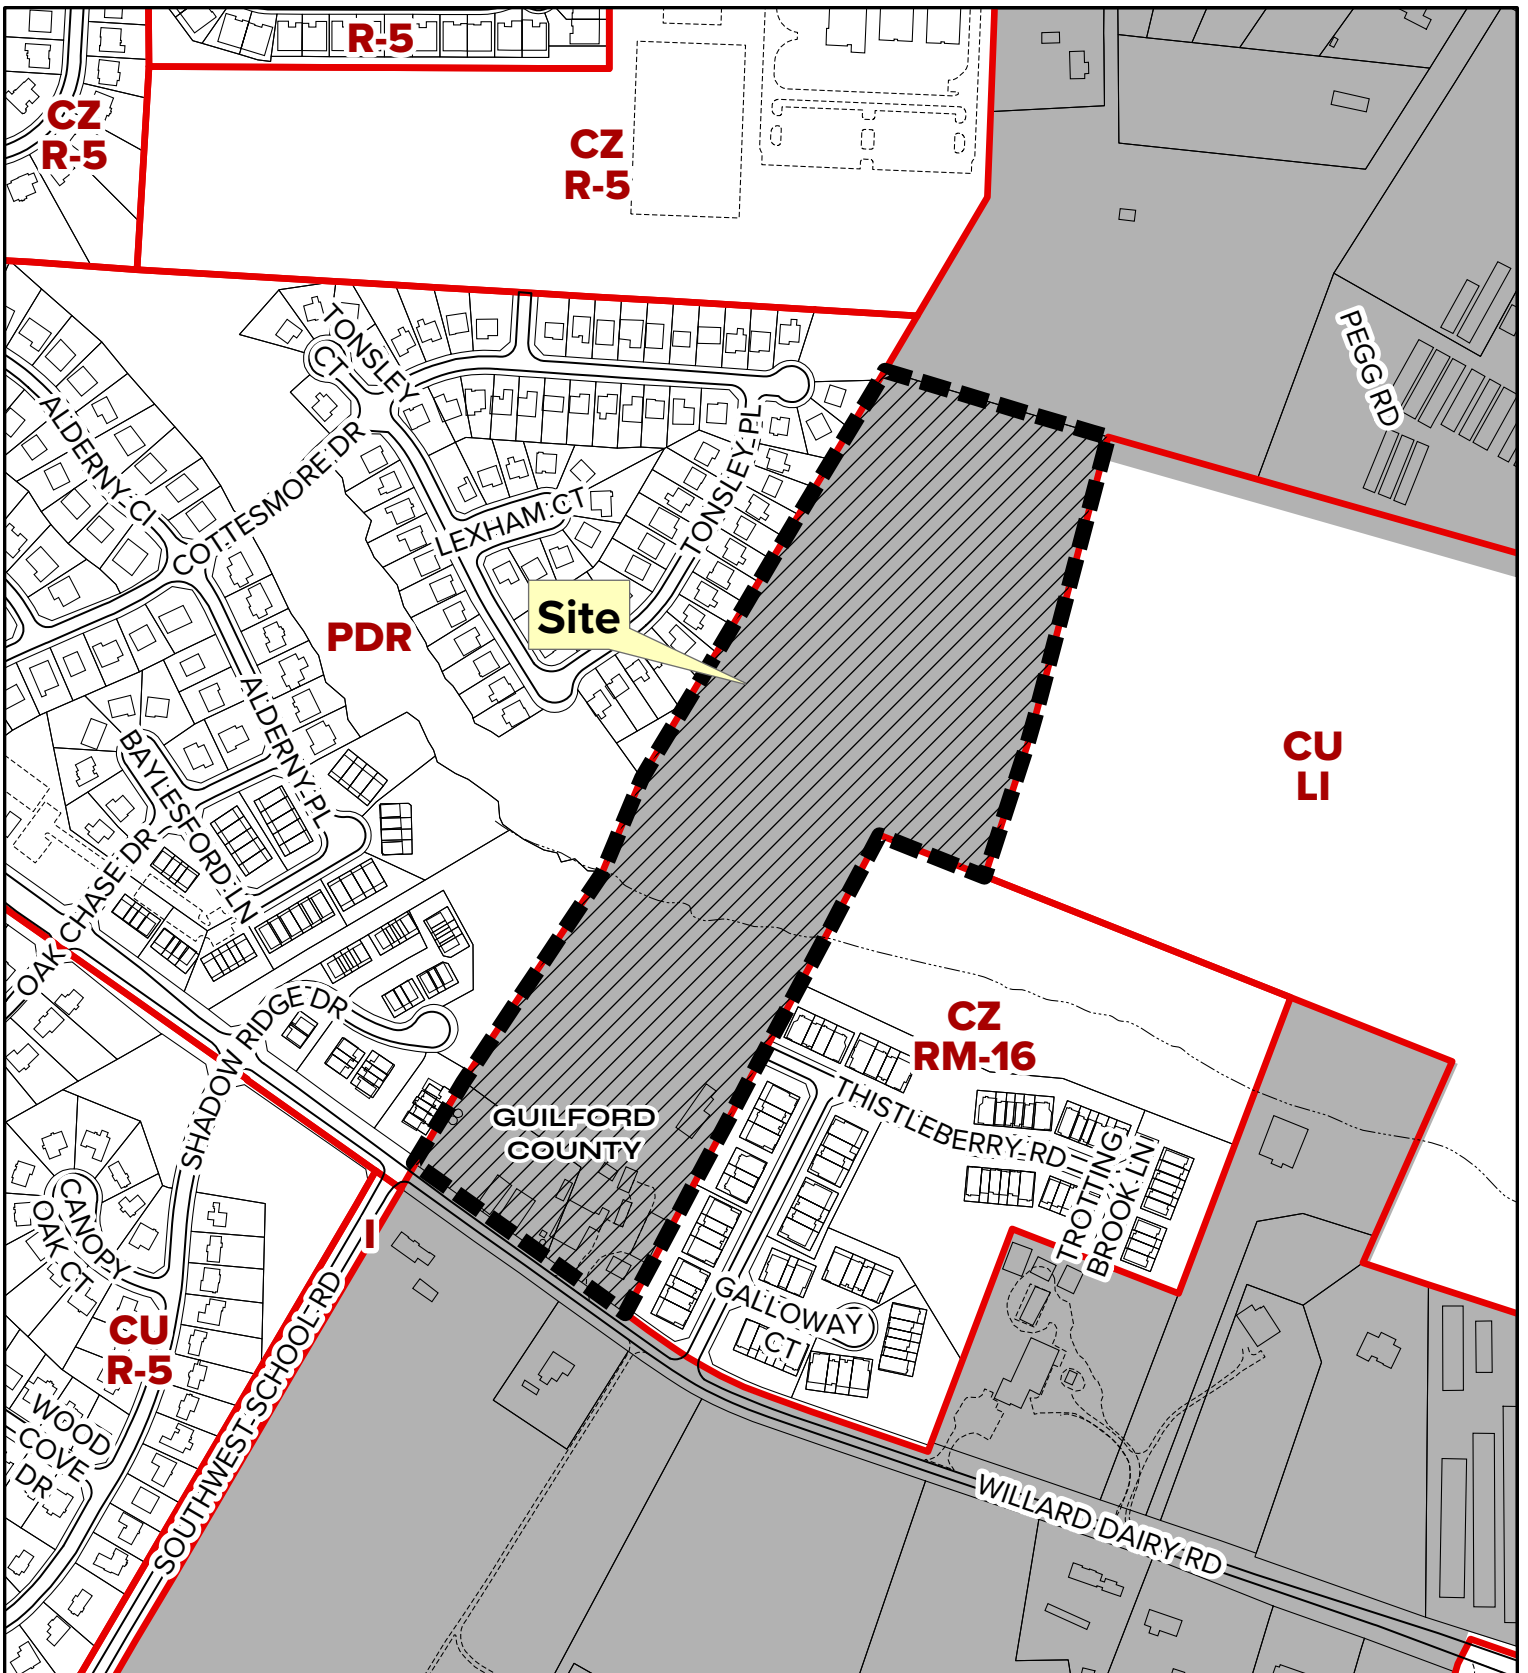 R-5
CZ
R-5
CZ
R-5
TONSLEY
CT
PEGG RD
ALDERNY CI
COTTESMORE DR
TONSLEY PL
LEXHAM CT
Site
PDR
ALDERNY PL
BAYLESFORD LN
CU
LI
OAK CHASE DR
SHADOW RIDGE DR
CZ
RM-16
GUILFORD
COUNTY
THISTLEBERRY RD
TROTTING
BROOK LN
CANOPY
OAK CT
I
GALLOWAY
CT
CU
R-5
SOUTHWEST SCHOOL RD
WOOD
COVE
DR
WILLARD DAIRY RD